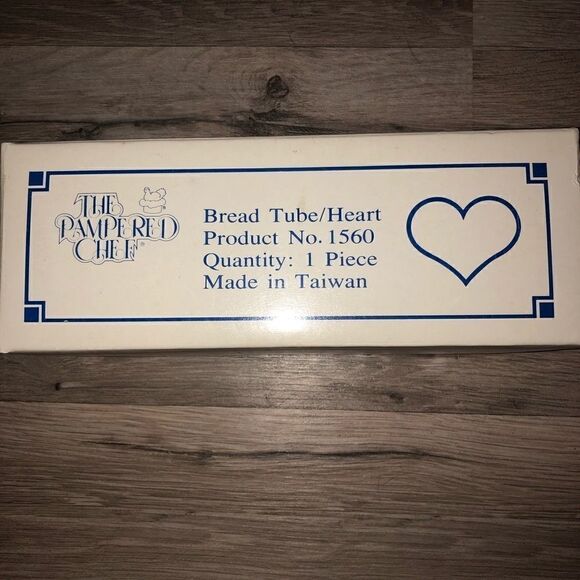 THE
PAMPERED
CHEF®
Bread Tube/Heart
Product No. 1560
Quantity: 1 Piece
Made in Taiwan